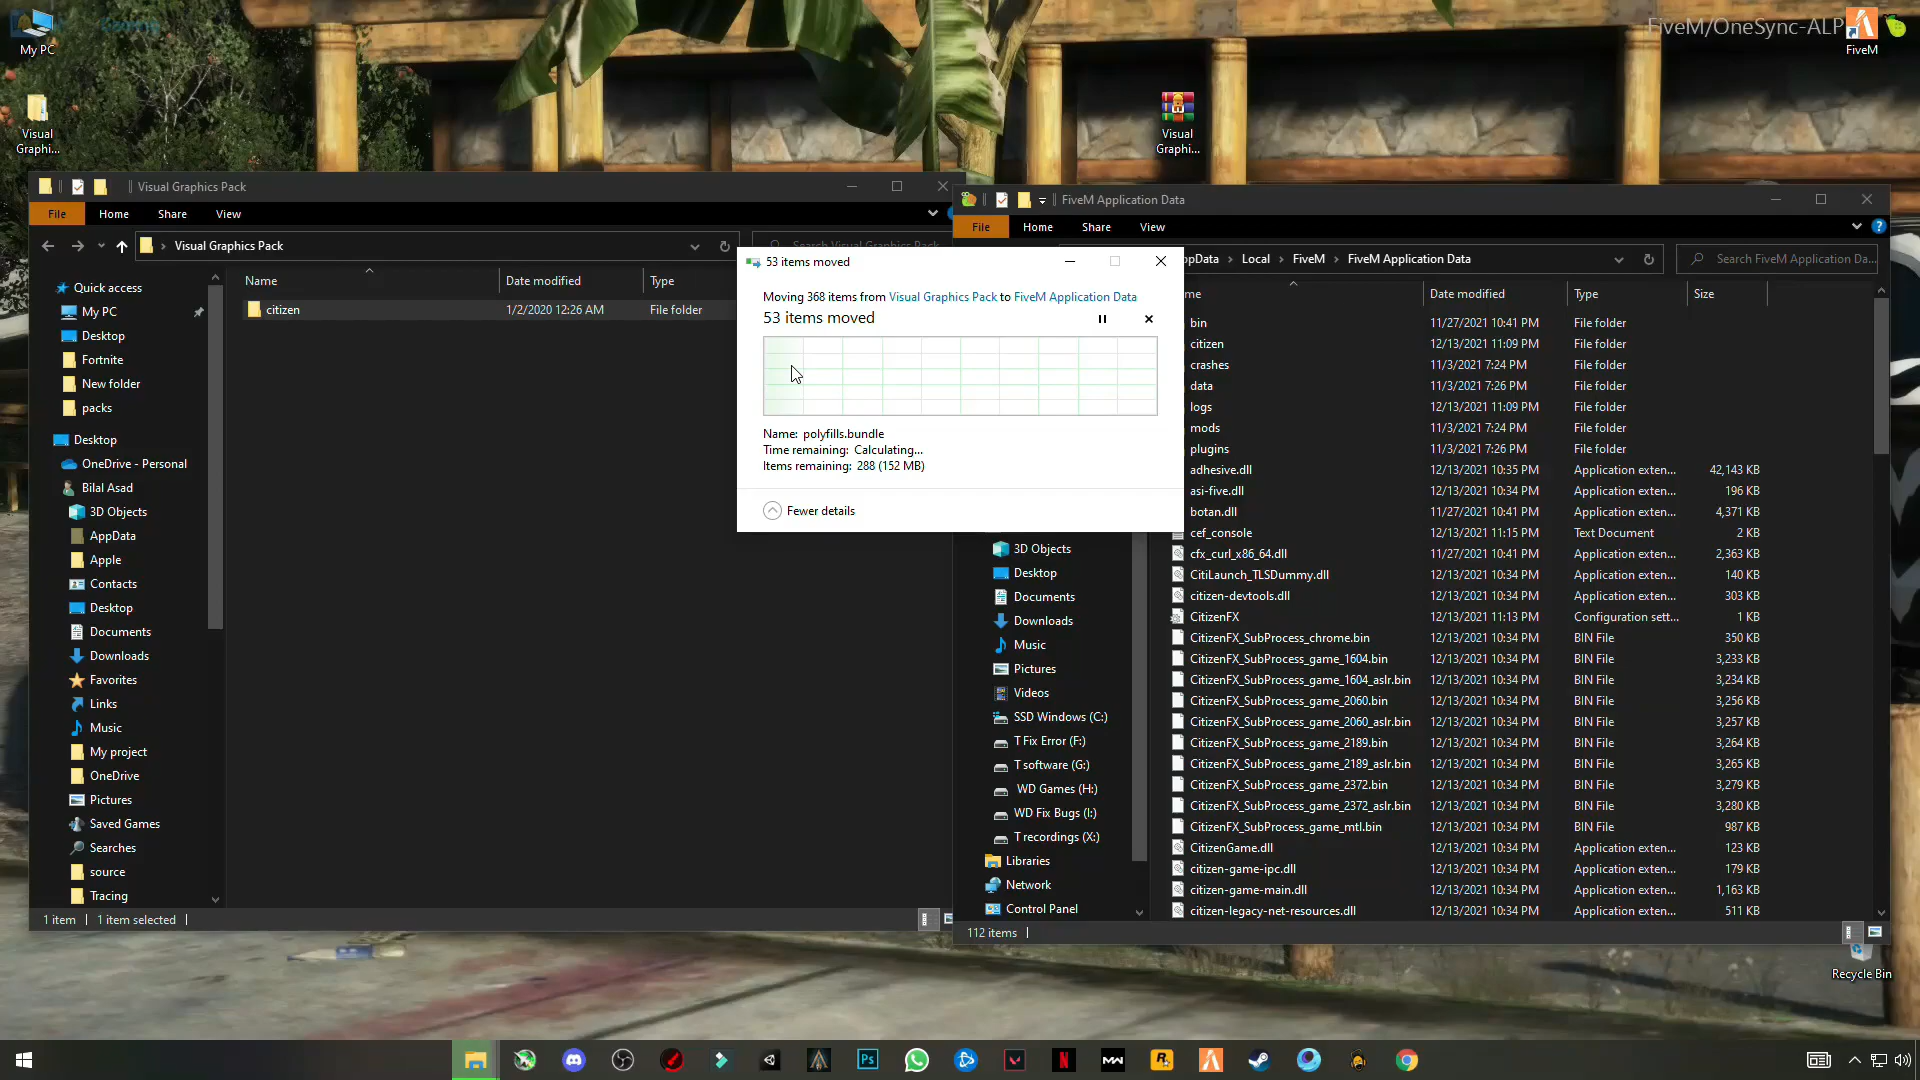 My PC
FiveM/OneSync-ALP
FiveM
Visual
Graphi...
Visual
Graphi...
Visual Graphics Pack
File
Home
Share
View
Visual Graphics Pack
Search Visual Graphics Pack
Name
Date modified
Type
citizen
1/2/2020 12:26 AM
File folder
Quick access
My PC
Desktop
Fortnite
New folder
packs
Desktop
OneDrive - Personal
Bilal Asad
3D Objects
AppData
Apple
Contacts
Desktop
Documents
Downloads
Favorites
Links
Music
My project
OneDrive
Pictures
Saved Games
Searches
source
Tracing
1 item
1 item selected
53 items moved
Moving 368 items from Visual Graphics Pack to FiveM Application Data
53 items moved
Name: polyfills.bundle
Time remaining: Calculating...
Items remaining: 288 (152 MB)
Fewer details
FiveM Application Data
File
Home
Share
View
ppData
Local
FiveM
FiveM Application Data
Search FiveM Application Da...
me
Date modified
Type
Size
bin 11/27/2021 10:41 PM File folder
citizen 12/13/2021 11:09 PM File folder
crashes 11/3/2021 7:24 PM File folder
data 11/3/2021 7:26 PM File folder
logs 12/13/2021 11:09 PM File folder
mods 11/3/2021 7:24 PM File folder
plugins 11/3/2021 7:26 PM File folder
adhesive.dll 12/13/2021 10:35 PM Application exten... 42,143 KB
asi-five.dll 12/13/2021 10:34 PM Application exten... 196 KB
botan.dll 11/27/2021 10:41 PM Application exten... 4,371 KB
cef_console 12/13/2021 11:15 PM Text Document 2 KB
cfx_curl_x86_64.dll 11/27/2021 10:41 PM Application exten... 2,363 KB
CitiLaunch_TLSDummy.dll 12/13/2021 10:34 PM Application exten... 140 KB
citizen-devtools.dll 12/13/2021 10:34 PM Application exten... 303 KB
CitizenFX 12/13/2021 11:13 PM Configuration sett... 1 KB
CitizenFX_SubProcess_chrome.bin 12/13/2021 10:34 PM BIN File 350 KB
CitizenFX_SubProcess_game_1604.bin 12/13/2021 10:34 PM BIN File 3,233 KB
CitizenFX_SubProcess_game_1604_aslr.bin 12/13/2021 10:34 PM BIN File 3,234 KB
CitizenFX_SubProcess_game_2060.bin 12/13/2021 10:34 PM BIN File 3,256 KB
CitizenFX_SubProcess_game_2060_aslr.bin 12/13/2021 10:34 PM BIN File 3,257 KB
CitizenFX_SubProcess_game_2189.bin 12/13/2021 10:34 PM BIN File 3,264 KB
CitizenFX_SubProcess_game_2189_aslr.bin 12/13/2021 10:34 PM BIN File 3,265 KB
CitizenFX_SubProcess_game_2372.bin 12/13/2021 10:34 PM BIN File 3,279 KB
CitizenFX_SubProcess_game_2372_aslr.bin 12/13/2021 10:34 PM BIN File 3,280 KB
CitizenFX_SubProcess_game_mtl.bin 12/13/2021 10:34 PM BIN File 987 KB
CitizenGame.dll 12/13/2021 10:34 PM Application exten... 123 KB
citizen-game-ipc.dll 12/13/2021 10:34 PM Application exten... 179 KB
citizen-game-main.dll 12/13/2021 10:34 PM Application exten... 1,163 KB
citizen-legacy-net-resources.dll 12/13/2021 10:34 PM Application exten... 511 KB
3D Objects
Desktop
Documents
Downloads
Music
Pictures
Videos
SSD Windows (C:)
T Fix Error (F:)
T software (G:)
WD Games (H:)
WD Fix Bugs (I:)
T recordings (X:)
Libraries
Network
Control Panel
112 items
Recycle Bin
Ps
N
MW
R